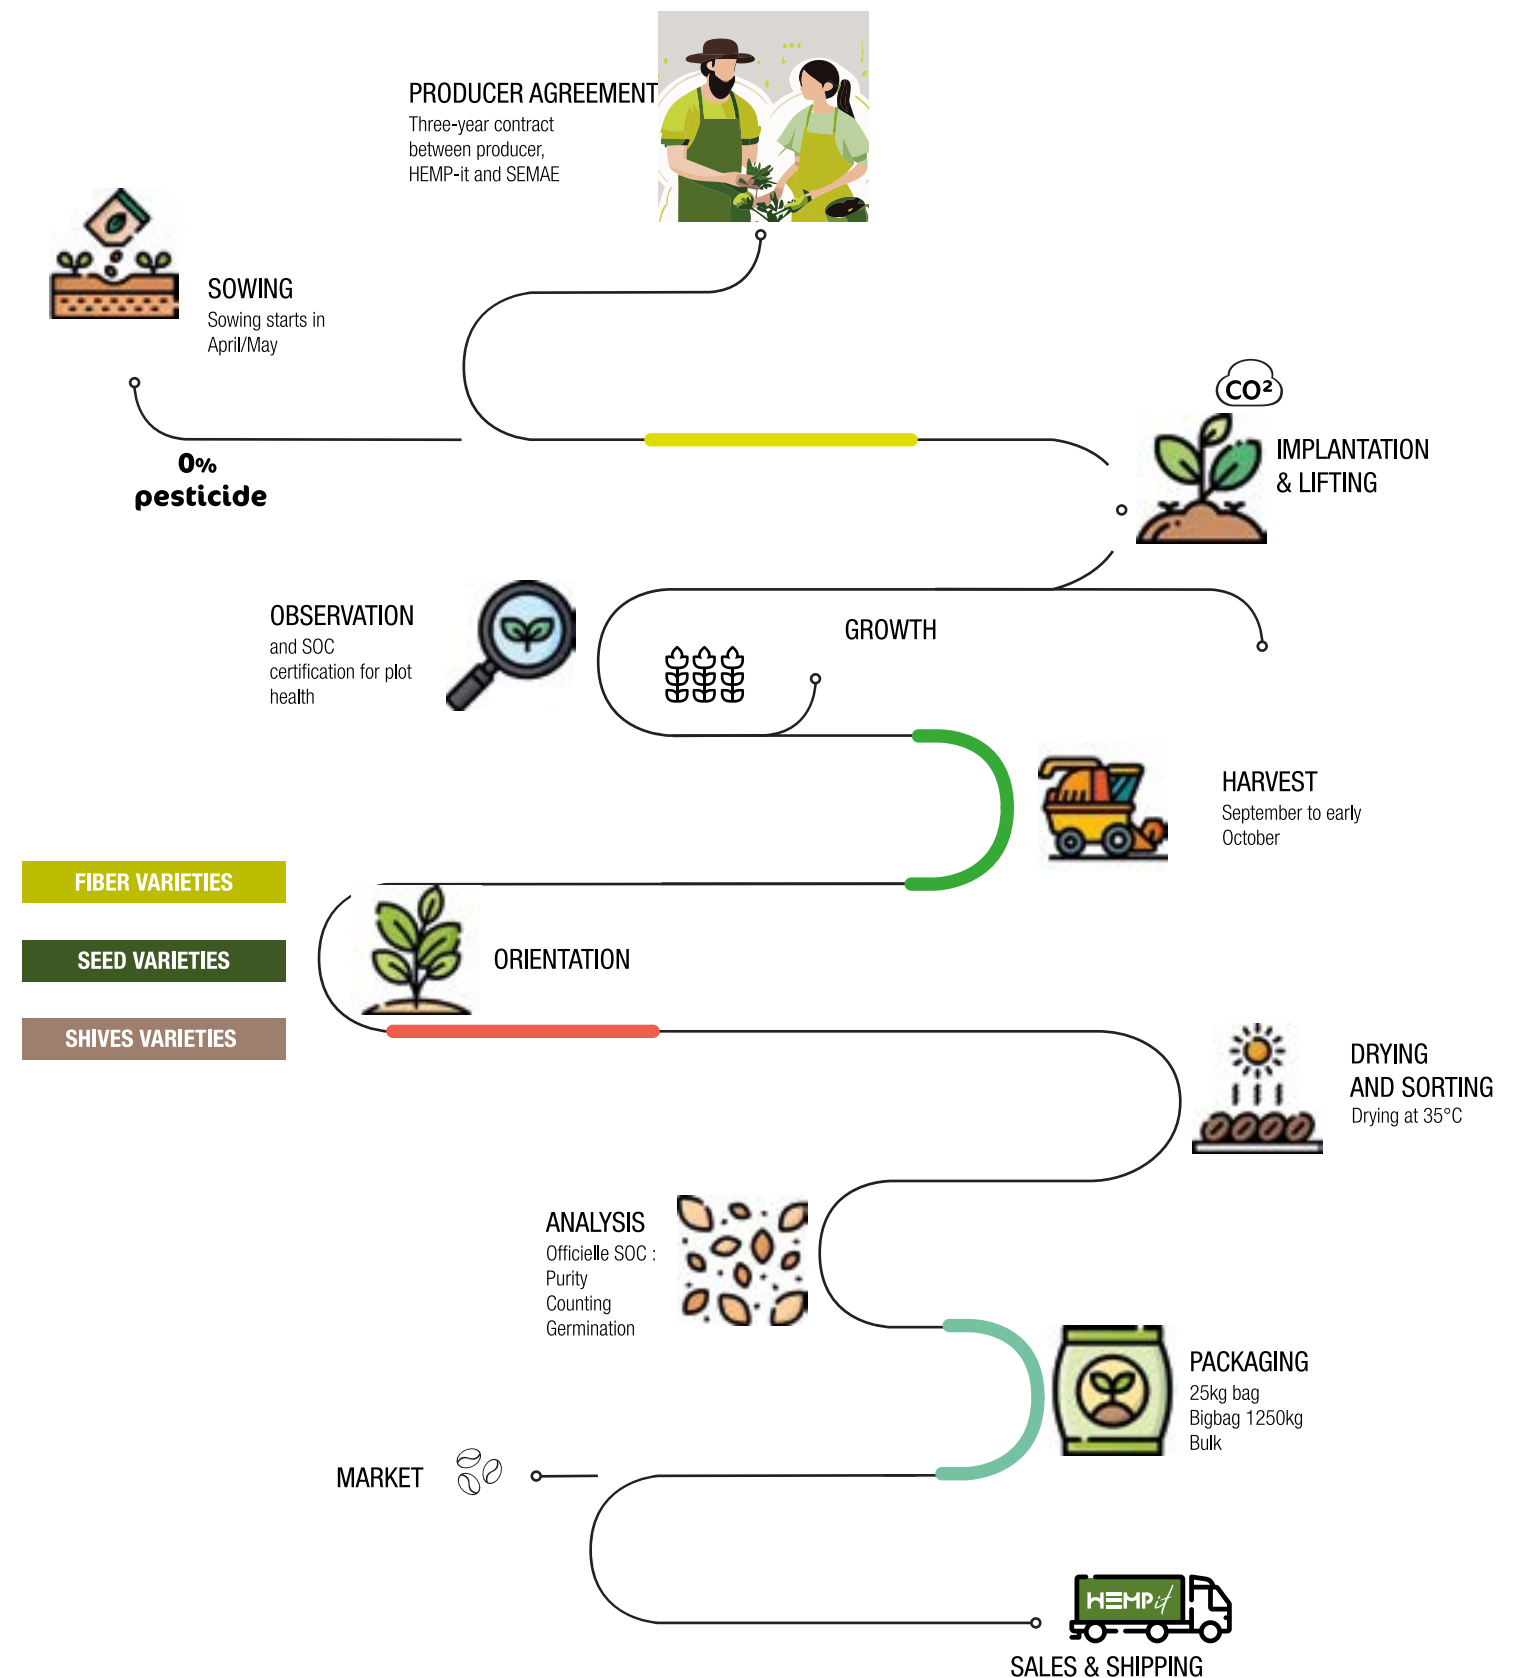 PRODUCER AGREEMENT
Three-year contract
between producer,
HEMP-it and SEMAE
SOWING
Sowing starts in
April/May
0%
pesticide
CO²
IMPLANTATION
& LIFTING
OBSERVATION
and SOC
certification for plot
health
GROWTH
HARVEST
September to early
October
FIBER VARIETIES
SEED VARIETIES
SHIVES VARIETIES
ORIENTATION
DRYING
AND SORTING
Drying at 35°C
ANALYSIS
Officielle SOC :
Purity
Counting
Germination
PACKAGING
25kg bag
Bigbag 1250kg
Bulk
MARKET
HEMPit
SALES & SHIPPING